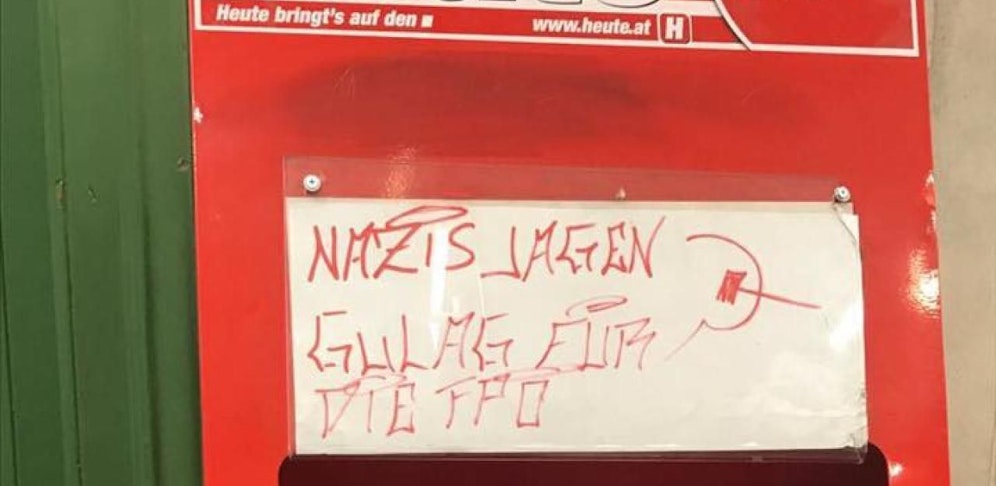 Heute bringt's auf den
www.heute.at H
NAZIS JAGEN
GULAG FÜR
DIE FPÖ